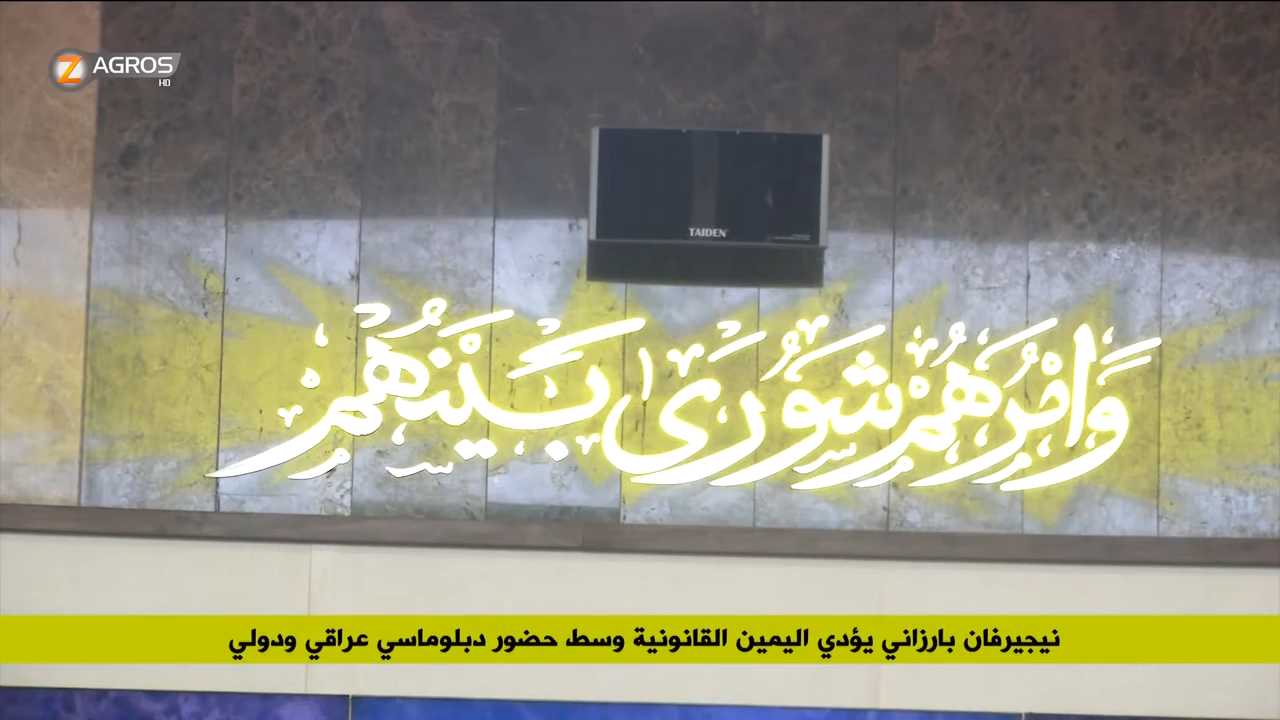 Z AGROS
HD
TAIDEN
وَأَمْرُهُمْ شُورَىٰ بَيْنَهُمْ
نيجيرفان بارزاني يؤدي اليمين القانونية وسط حضور دبلوماسي عراقي ودولي